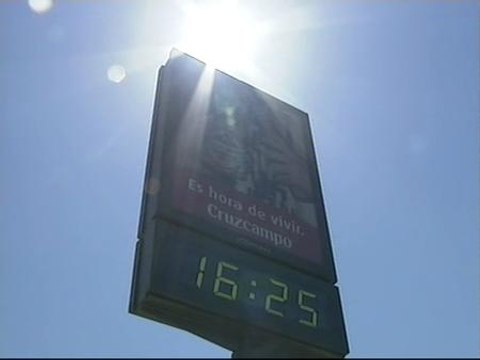 Es hora de vivir.
Cruzcampo
16:25